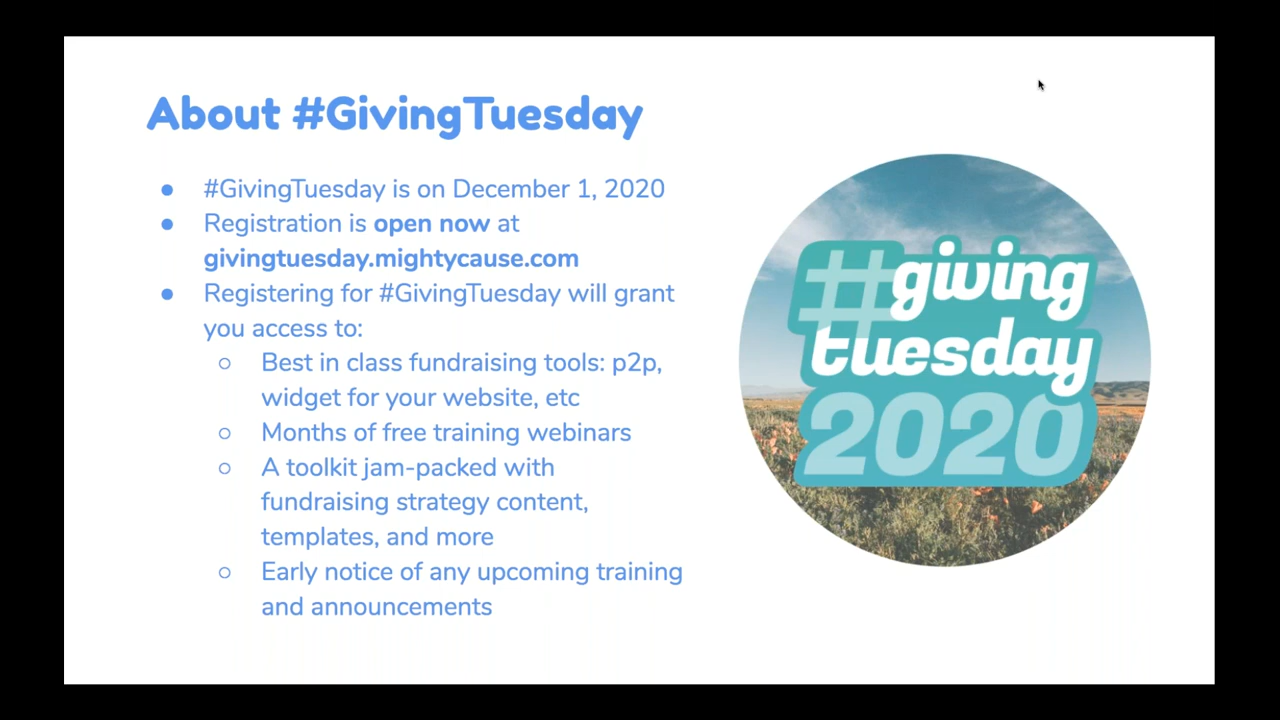 About #GivingTuesday
● #GivingTuesday is on December 1, 2020
● Registration is open now at
givingtuesday.mightycause.com
● Registering for #GivingTuesday will grant
you access to:
○ Best in class fundraising tools: p2p,
widget for your website, etc
○ Months of free training webinars
○ A toolkit jam-packed with
fundraising strategy content,
templates, and more
○ Early notice of any upcoming training
and announcements
#giving
tuesday
2020